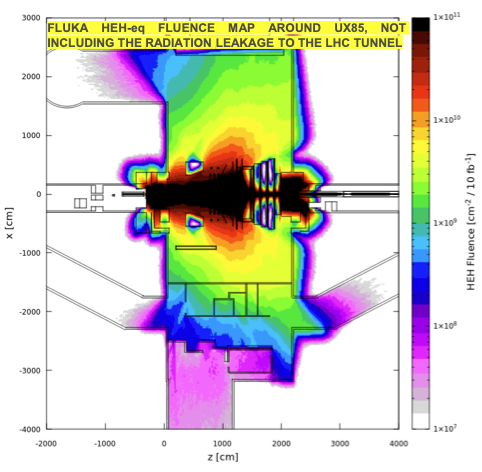 FLUKA HEH-eq FLUENCE MAP AROUND UX85, NOT
INCLUDING THE RADIATION LEAKAGE TO THE LHC TUNNEL
3000
2000
1000
0
-1000
-2000
-3000
-4000
x [cm]
-2000 -1000 0 1000 2000 3000 4000
z [cm]
1×10¹¹
1×10¹⁰
1×10⁹
1×10⁸
1×10⁷
HEH Fluence [cm⁻² / 10 fb⁻¹]